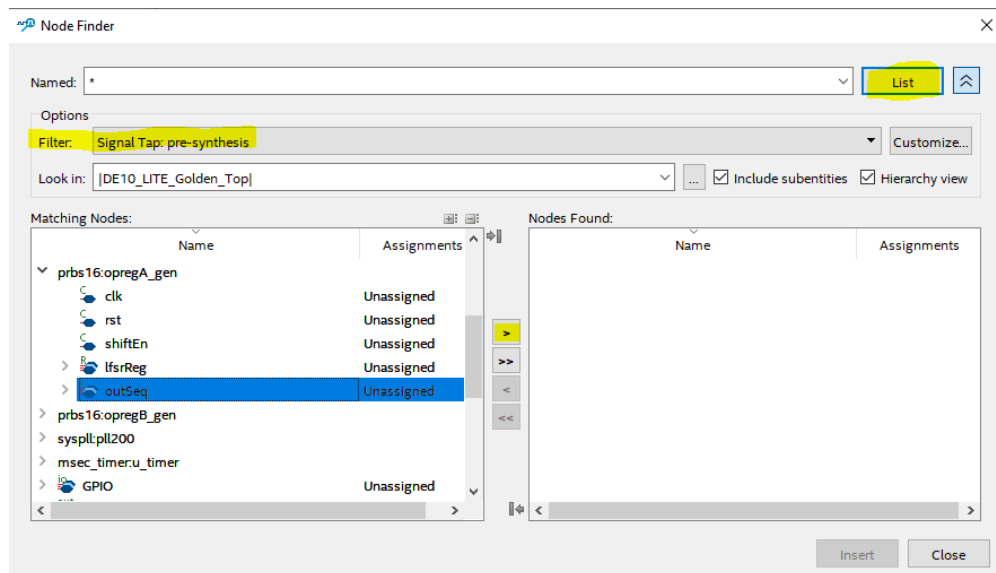 Node Finder
Named: * List
Options
Filter: Signal Tap: pre-synthesis Customize...
Look in: |DE10_LITE_Golden_Top| ... Include subentities Hierarchy view
Matching Nodes: Nodes Found:
Name Assignments Name Assignments
prbs16:opregA_gen
clk Unassigned
rst Unassigned
shiftEn Unassigned
lfsrReg Unassigned
outSeq Unassigned
prbs16:opregB_gen
syspll:pll200
msec_timer:u_timer
GPIO Unassigned
>
>>
<
<<
Insert Close